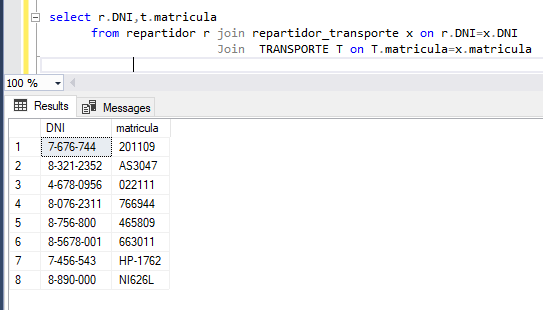 select r.DNI,t.matricula
from repartidor r join repartidor_transporte x on r.DNI=x.DNI
Join TRANSPORTE T on T.matricula=x.matricula
100 %
Results Messages
DNI matricula
1 7-676-744 201109
2 8-321-2352 AS3047
3 4-678-0956 022111
4 8-076-2311 766944
5 8-756-800 465809
6 8-5678-001 663011
7 7-456-543 HP-1762
8 8-890-000 NI626L